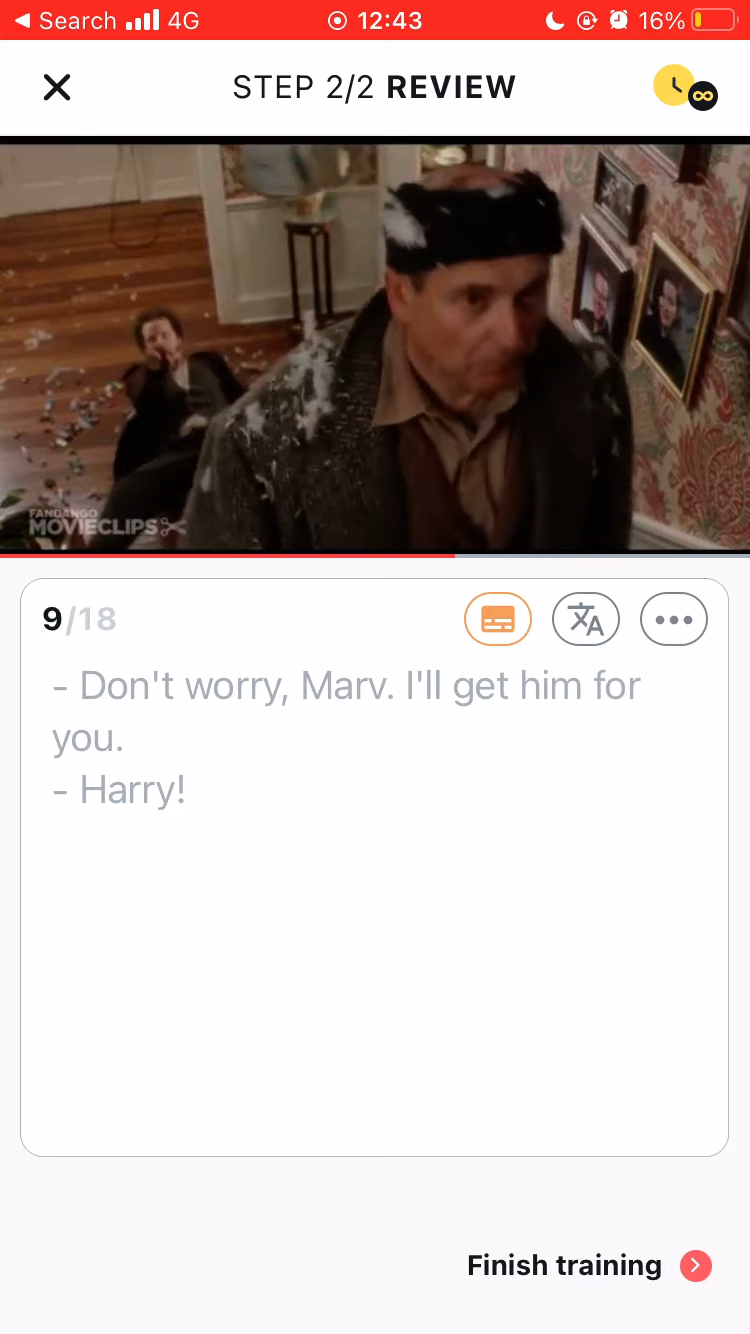 Search 4G 12:43 16%
STEP 2/2 REVIEW
FANDANGO
MOVIECLIPS
9/18
- Don't worry, Marv. I'll get him for
you.
- Harry!
Finish training